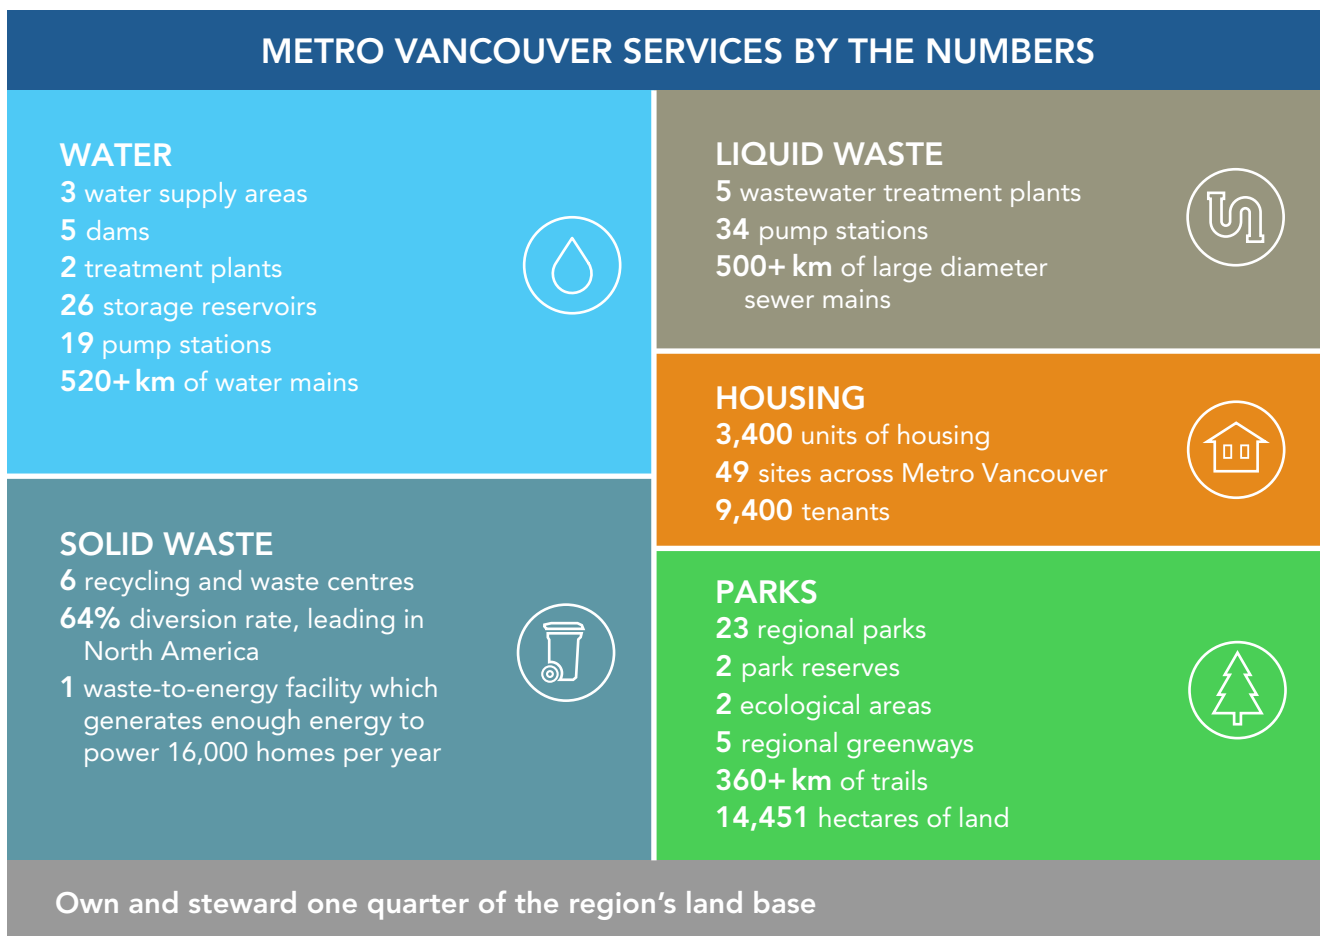 METRO VANCOUVER SERVICES BY THE NUMBERS
WATER
3 water supply areas
5 dams
2 treatment plants
26 storage reservoirs
19 pump stations
520+ km of water mains
SOLID WASTE
6 recycling and waste centres
64% diversion rate, leading in
North America
1 waste-to-energy facility which
generates enough energy to
power 16,000 homes per year
LIQUID WASTE
5 wastewater treatment plants
34 pump stations
500+ km of large diameter
sewer mains
HOUSING
3,400 units of housing
49 sites across Metro Vancouver
9,400 tenants
PARKS
23 regional parks
2 park reserves
2 ecological areas
5 regional greenways
360+ km of trails
14,451 hectares of land
Own and steward one quarter of the region's land base